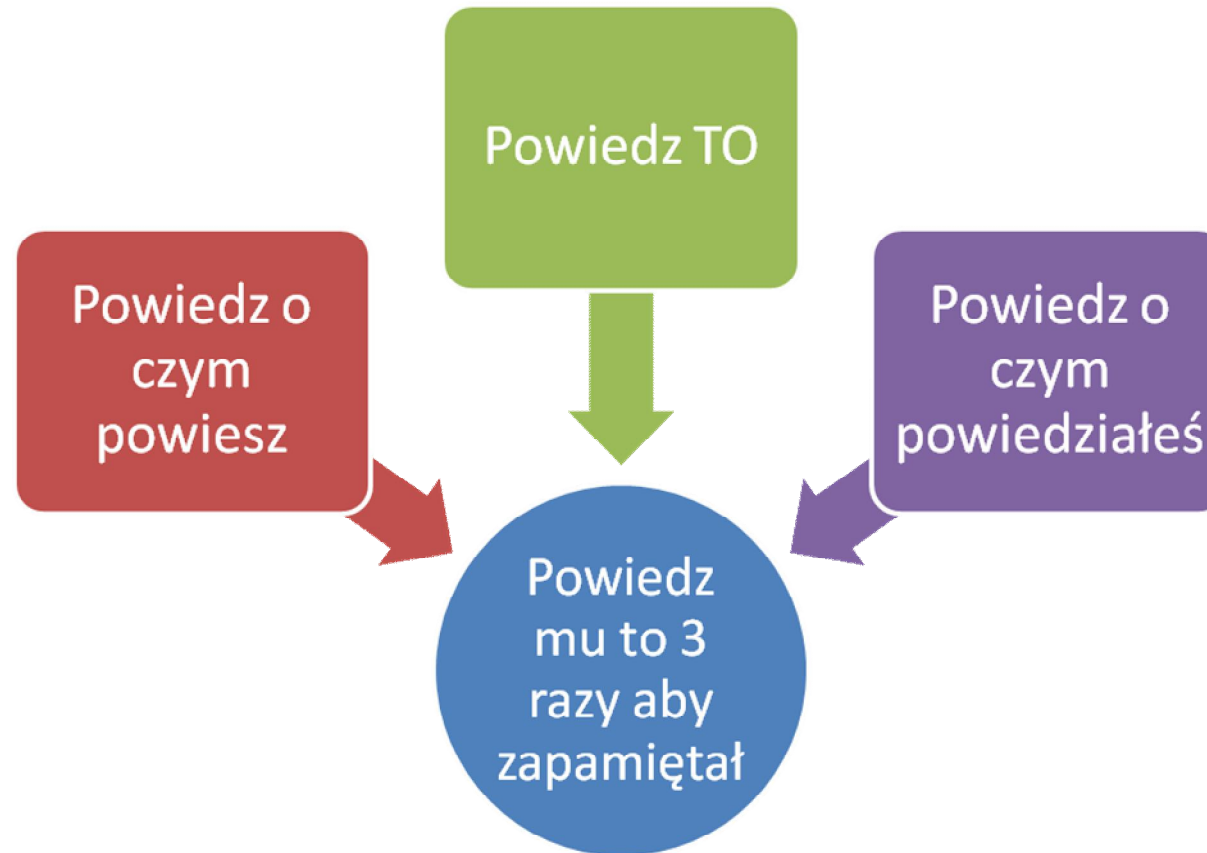 Powiedz TO
Powiedz o
czym
powiesz
Powiedz o
czym
powiedziałeś
Powiedz
mu to 3
razy aby
zapamiętał